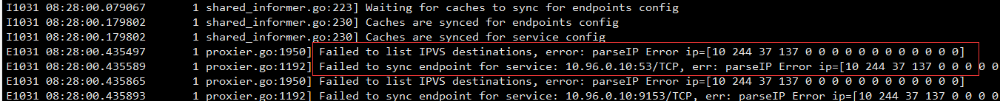 I1031 08:28:00.079067       1 shared_informer.go:223] Waiting for caches to sync for endpoints config
I1031 08:28:00.179802       1 shared_informer.go:230] Caches are synced for endpoints config
I1031 08:28:00.179802       1 shared_informer.go:230] Caches are synced for service config
E1031 08:28:00.435497       1 proxier.go:1950] Failed to list IPVS destinations, error: parseIP Error ip=[10 244 37 137 0 0 0 0 0 0 0 0 0 0 0 0]
E1031 08:28:00.435589       1 proxier.go:1192] Failed to sync endpoint for service: 10.96.0.10:53/TCP, err: parseIP Error ip=[10 244 37 137 0 0 0 0 0
E1031 08:28:00.435865       1 proxier.go:1950] Failed to list IPVS destinations, error: parseIP Error ip=[10 244 37 137 0 0 0 0 0 0 0 0 0 0 0 0]
E1031 08:28:00.435893       1 proxier.go:1192] Failed to sync endpoint for service: 10.96.0.10:9153/TCP, err: parseIP Error ip=[10 244 37 137 0 0 0